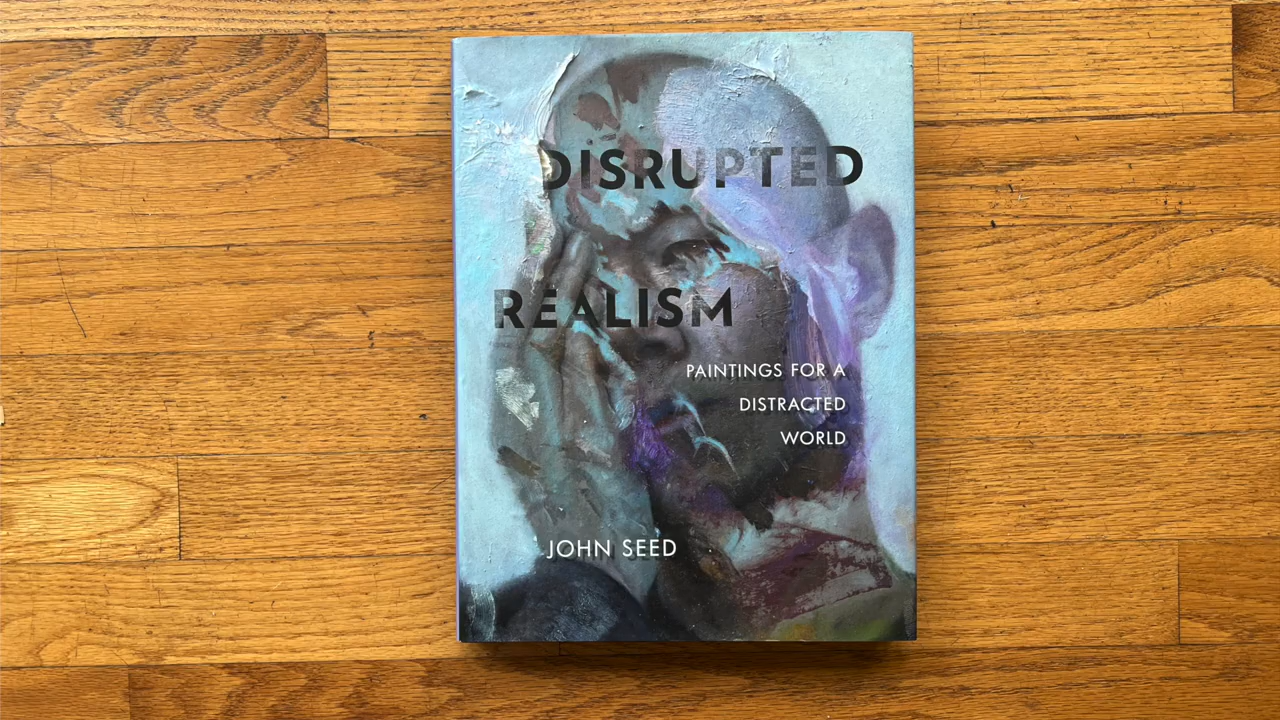 DISRUPTED
REALISM
PAINTINGS FOR A
DISTRACTED
WORLD
JOHN SEED